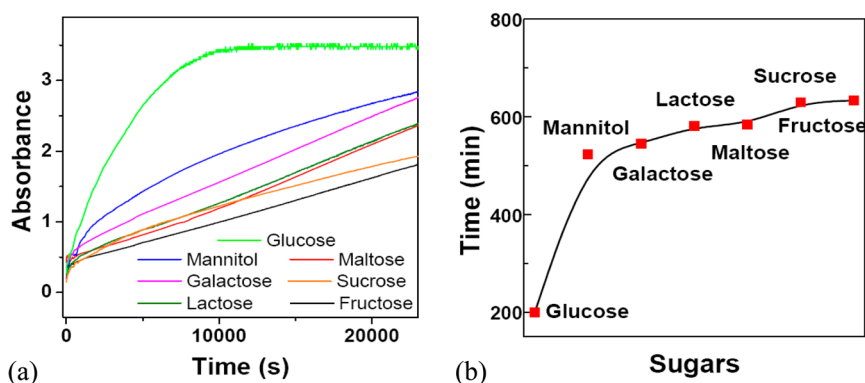 Absorbance
3
2
1
0
Glucose
Mannitol
Maltose
Galactose
Sucrose
Lactose
Fructose
0
10000
20000
Time (s)
(a)
Time (min)
800
600
400
200
Sucrose
Lactose
Mannitol
Fructose
Maltose
Galactose
Glucose
Sugars
(b)